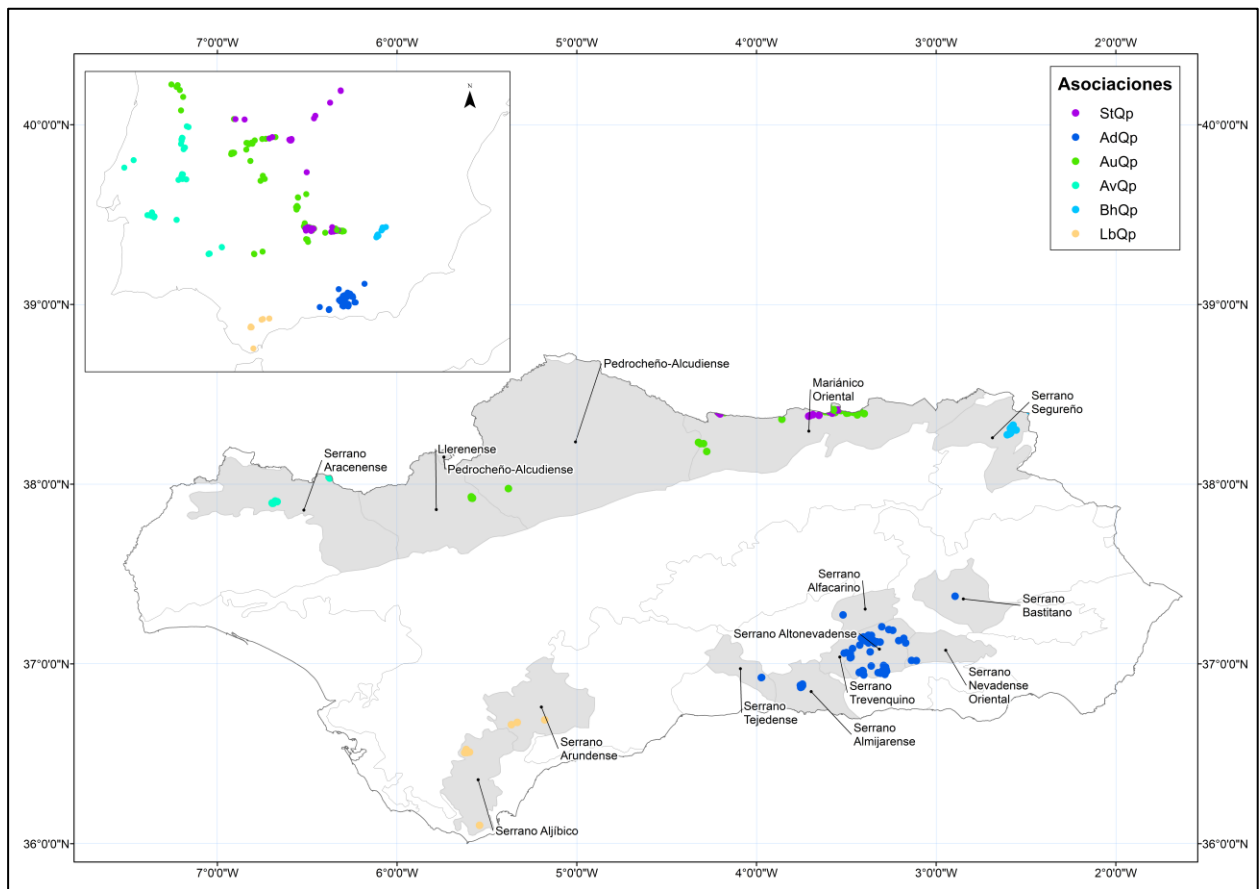 7°0'0"W 6°0'0"W 5°0'0"W 4°0'0"W 3°0'0"W 2°0'0"W
N
Asociaciones
StQp
AdQp
AuQp
AvQp
BhQp
LbQp
40°0'0"N 40°0'0"N
39°0'0"N 39°0'0"N
Pedrocheño-Alcudiense
Mariánico
Oriental
Serrano
Segureño
Llerenense
Serrano
Aracenense
Pedrocheño-Alcudiense
38°0'0"N 38°0'0"N
Serrano
Alfacarino
Serrano
Bastitano
Serrano Altonevadense
37°0'0"N 37°0'0"N
Serrano
Nevadense
Oriental
Serrano
Trevenquino
Serrano
Tejedense
Serrano
Almijarense
Serrano
Arundense
Serrano Aljíbico
36°0'0"N 36°0'0"N
7°0'0"W 6°0'0"W 5°0'0"W 4°0'0"W 3°0'0"W 2°0'0"W